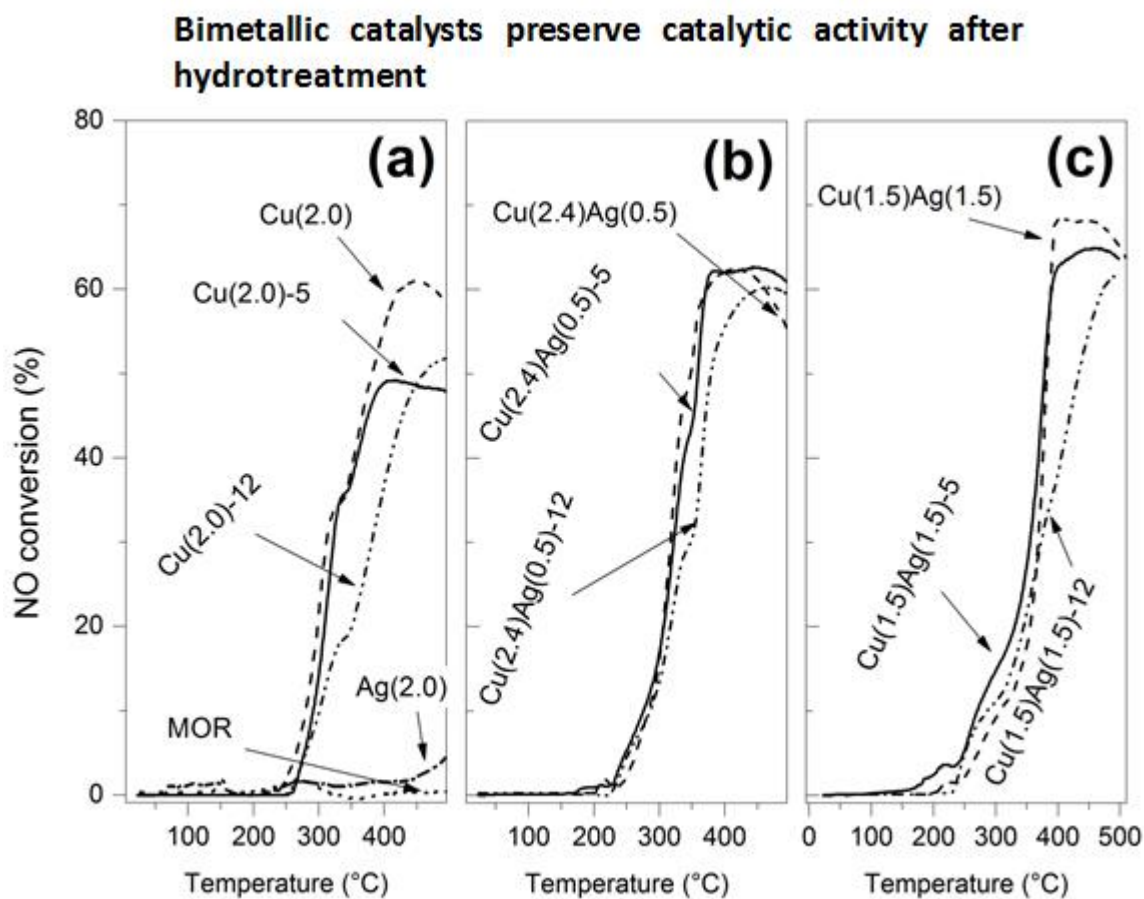 Bimetallic catalysts preserve catalytic activity after
hydrotreatment
NO conversion (%)
80
60
40
20
0
(a)
Cu(2.0)
Cu(2.0)-5
Cu(2.0)-12
Ag(2.0)
MOR
100 200 300 400
Temperature (°C)
(b)
Cu(2.4)Ag(0.5)
Cu(2.4)Ag(0.5)-5
Cu(2.4)Ag(0.5)-12
100 200 300 400
Temperature (°C)
(c)
Cu(1.5)Ag(1.5)
Cu(1.5)Ag(1.5)-5
Cu(1.5)Ag(1.5)-12
0 100 200 300 400 500
Temperature (°C)